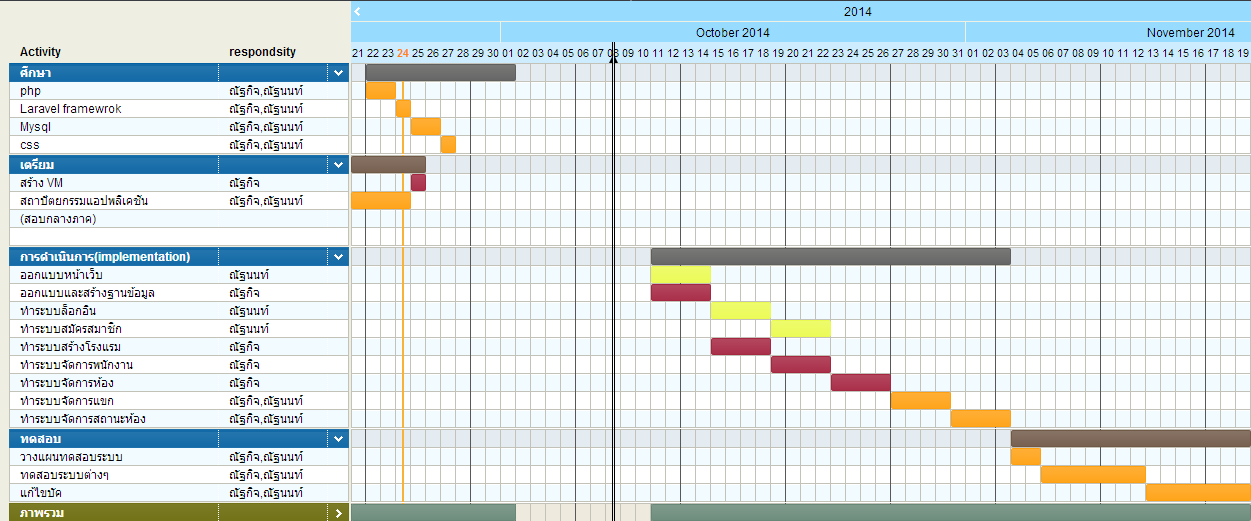 2014
October 2014 November 2014
Activity respondsity
21 22 23 24 25 26 27 28 29 30 01 02 03 04 05 06 07 08 09 10 11 12 13 14 15 16 17 18 19 20 21 22 23 24 25 26 27 28 29 30 31 01 02 03 04 05 06 07 08 09 10 11 12 13 14 15 16 17 18 19
ศึกษา
php ณัฐกิจ,ณัฐนนท์
Laravel framewrok ณัฐกิจ,ณัฐนนท์
Mysql ณัฐกิจ,ณัฐนนท์
css ณัฐกิจ,ณัฐนนท์
เตรียม
สร้าง VM ณัฐกิจ
สถาปัตยกรรมแอปพลิเคชัน ณัฐกิจ,ณัฐนนท์
(สอบกลางภาค)
การดำเนินการ(implementation)
ออกแบบหน้าเว็บ ณัฐนนท์
ออกแบบและสร้างฐานข้อมูล ณัฐกิจ
ทำระบบล็อกอิน ณัฐนนท์
ทำระบบสมัครสมาชิก ณัฐนนท์
ทำระบบสร้างโรงแรม ณัฐกิจ
ทำระบบจัดการพนักงาน ณัฐกิจ
ทำระบบจัดการห้อง ณัฐกิจ
ทำระบบจัดการแขก ณัฐกิจ,ณัฐนนท์
ทำระบบจัดการสถานะห้อง ณัฐกิจ,ณัฐนนท์
ทดสอบ
วางแผนทดสอบระบบ ณัฐกิจ,ณัฐนนท์
ทดสอบระบบต่างๆ ณัฐกิจ,ณัฐนนท์
แก้ไขบัค ณัฐกิจ,ณัฐนนท์
ภาพรวม